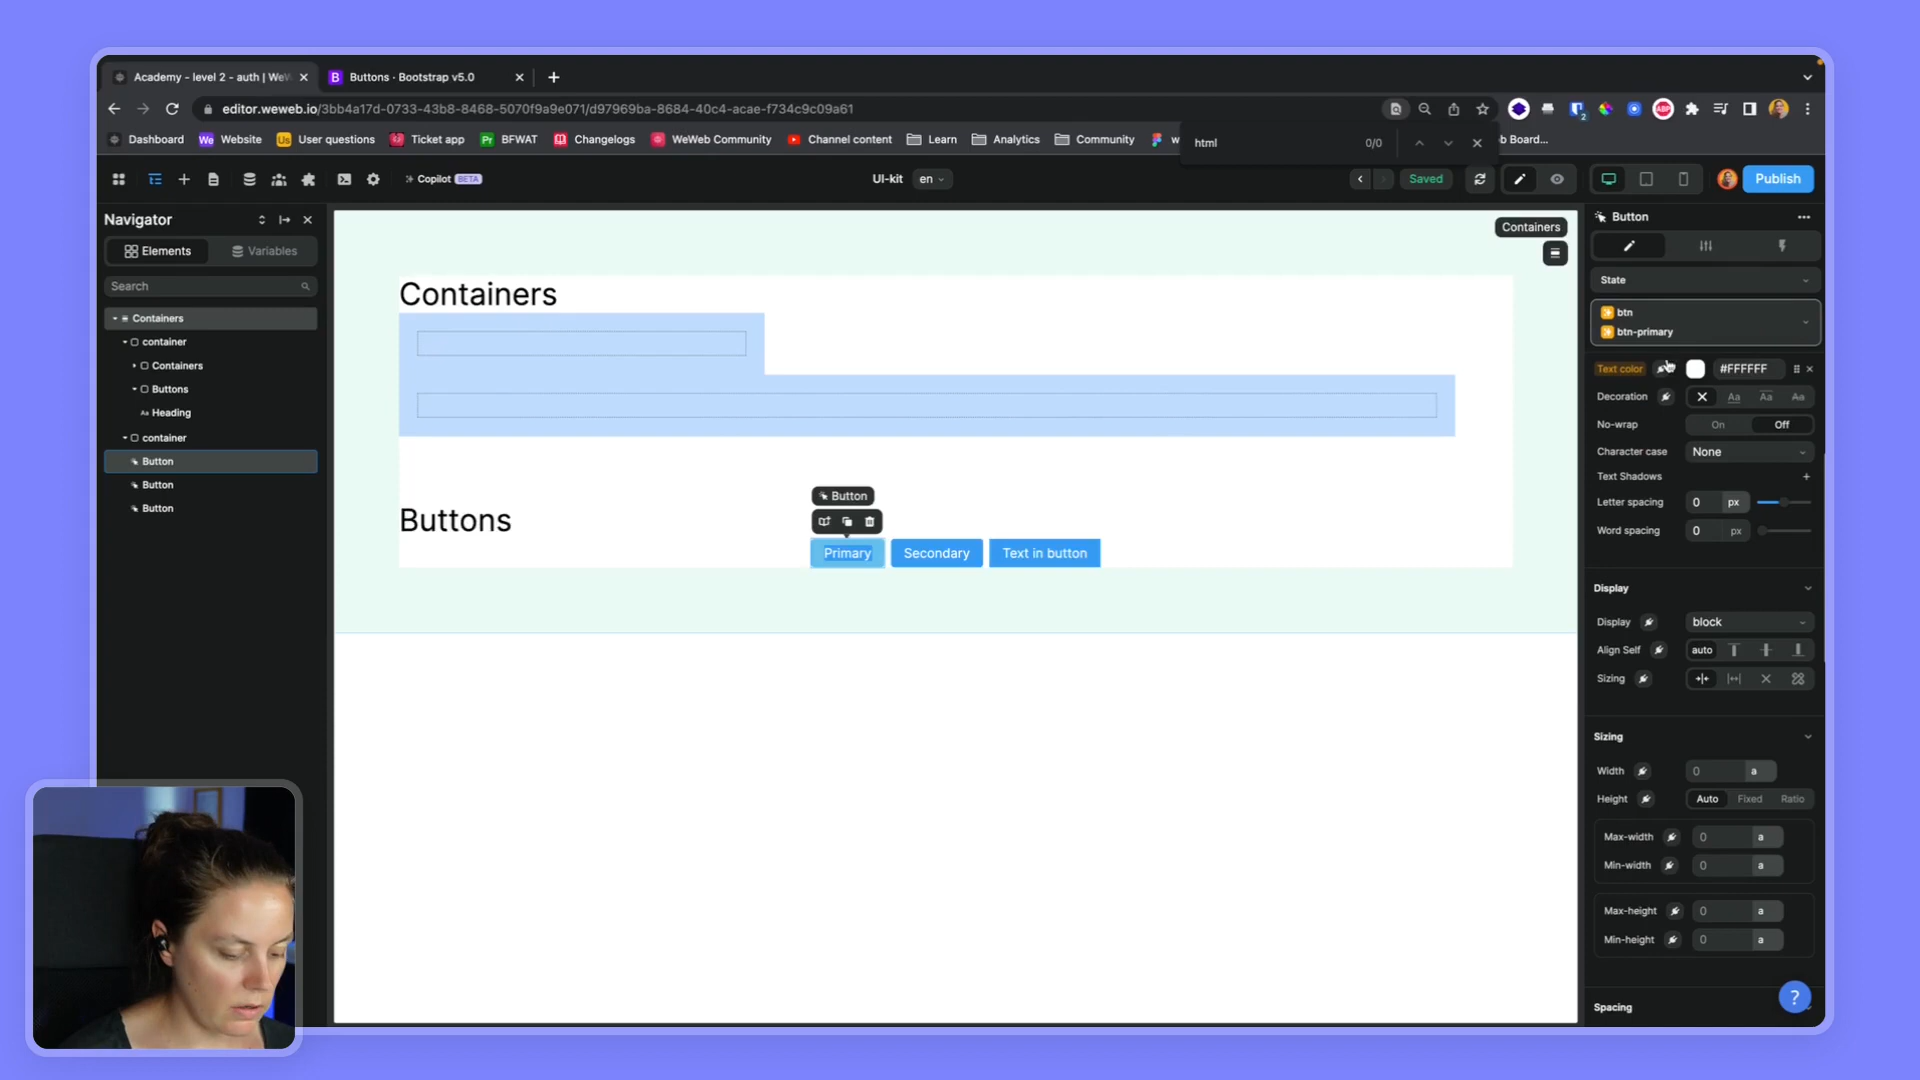 Academy - level 2 - auth | WeW
Buttons · Bootstrap v5.0
editor.weweb.io/3bb4a17d-0733-43b8-8468-5070f9a9e071/d97969ba-8684-40c4-acae-f734c9c09a61
Dashboard
Website
User questions
Ticket app
BFWAT
Changelogs
WeWeb Community
Channel content
Learn
Analytics
Community
html
0/0
b Board...
Copilot BETA
UI-kit
en
Saved
Publish
Navigator
Elements
Variables
Search
Containers
container
Containers
Buttons
Aa Heading
container
Button
Button
Button
Containers
Containers
Button
Buttons
Primary
Secondary
Text in button
Button
State
btn
btn-primary
Text color
#FFFFFF
Decoration
Aa Aa Aa
No-wrap
On
Off
Character case
None
Text Shadows
Letter spacing
0
px
Word spacing
0
px
Display
Display
block
Align Self
auto
Sizing
Sizing
Width
0
a
Height
Auto
Fixed
Ratio
Max-width
0
a
Min-width
0
a
Max-height
0
a
Min-height
0
a
Spacing
?